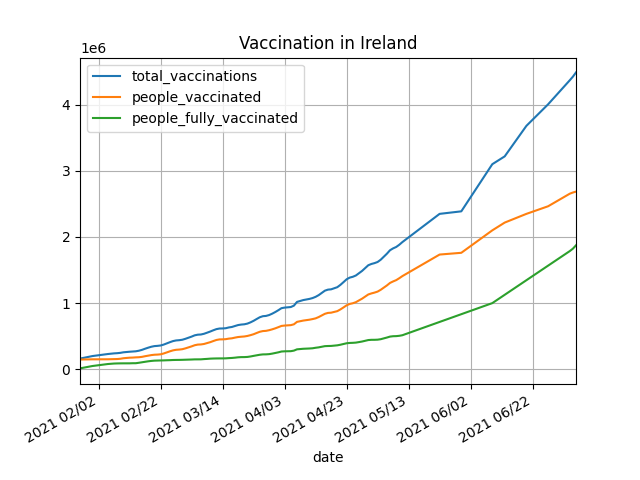 Vaccination in Ireland
1e6
total_vaccinations
people_vaccinated
people_fully_vaccinated
4
3
2
1
0
2021 02/02
2021 02/22
2021 03/14
2021 04/03
2021 04/23
2021 05/13
2021 06/02
2021 06/22
date